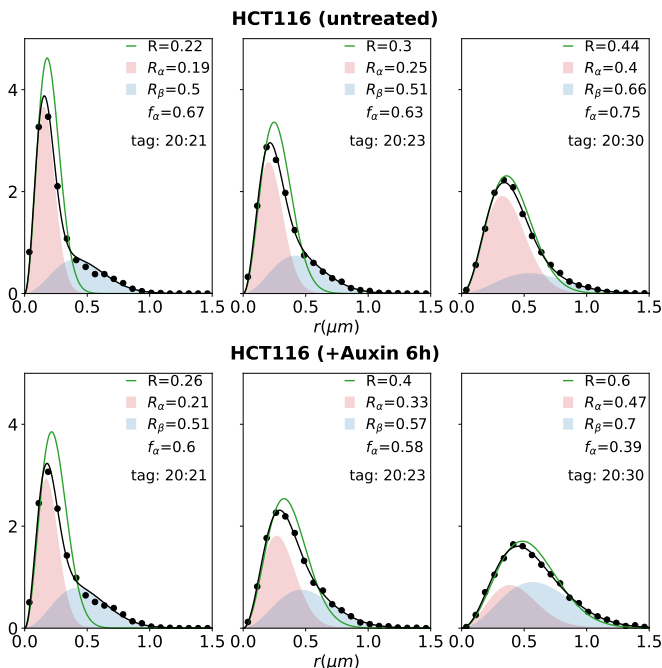 HCT116 (untreated)
R=0.22
Rα=0.19
Rβ=0.5
fα=0.67
tag: 20:21
R=0.3
Rα=0.25
Rβ=0.51
fα=0.63
tag: 20:23
R=0.44
Rα=0.4
Rβ=0.66
fα=0.75
tag: 20:30
4
2
0
0.0 0.5 1.0 1.5
0.0 0.5 1.0 1.5
0.0 0.5 1.0 1.5
r(μm)
HCT116 (+Auxin 6h)
R=0.26
Rα=0.21
Rβ=0.51
fα=0.6
tag: 20:21
R=0.4
Rα=0.33
Rβ=0.57
fα=0.58
tag: 20:23
R=0.6
Rα=0.47
Rβ=0.7
fα=0.39
tag: 20:30
4
2
0
0.0 0.5 1.0 1.5
0.0 0.5 1.0 1.5
0.0 0.5 1.0 1.5
r(μm)